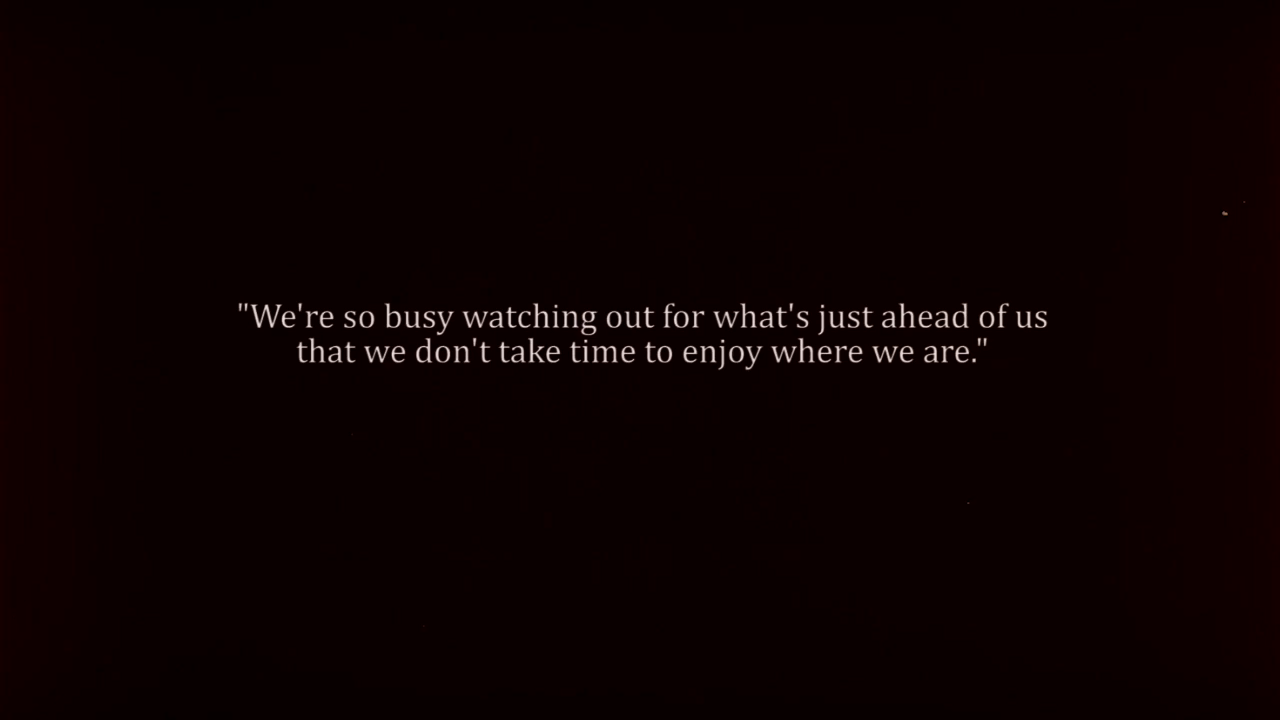 "We're so busy watching out for what's just ahead of us
that we don't take time to enjoy where we are."